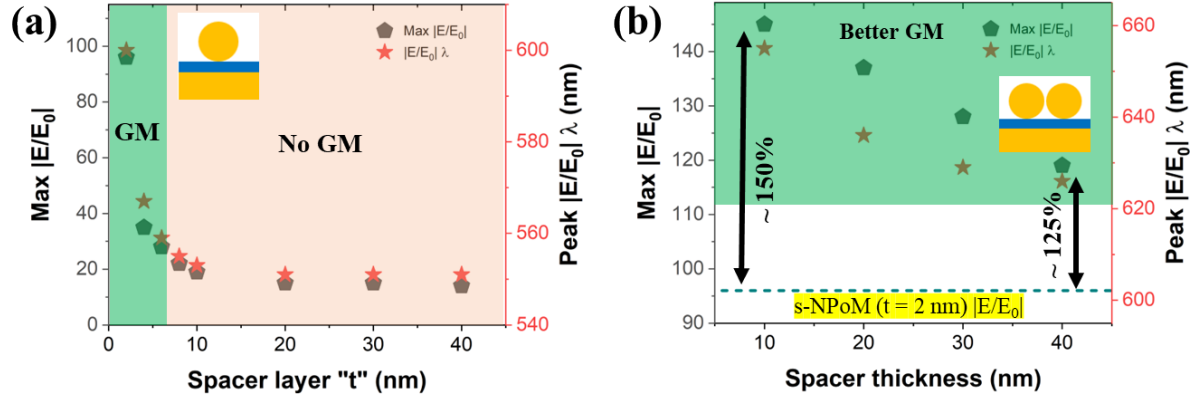 (a)
Max |E/E₀|
|E/E₀| λ
GM
No GM
100
80
60
40
20
0
600
580
560
540
0
10
20
30
40
Max |E/E₀|
Peak |E/E₀| λ (nm)
Spacer layer "t" (nm)
(b)
Better GM
Max |E/E₀|
|E/E₀| λ
~ 150%
~ 125%
s-NPoM (t = 2 nm) |E/E₀|
140
130
120
110
100
90
660
640
620
600
10
20
30
40
Max |E/E₀|
Peak |E/E₀| λ (nm)
Spacer thickness (nm)